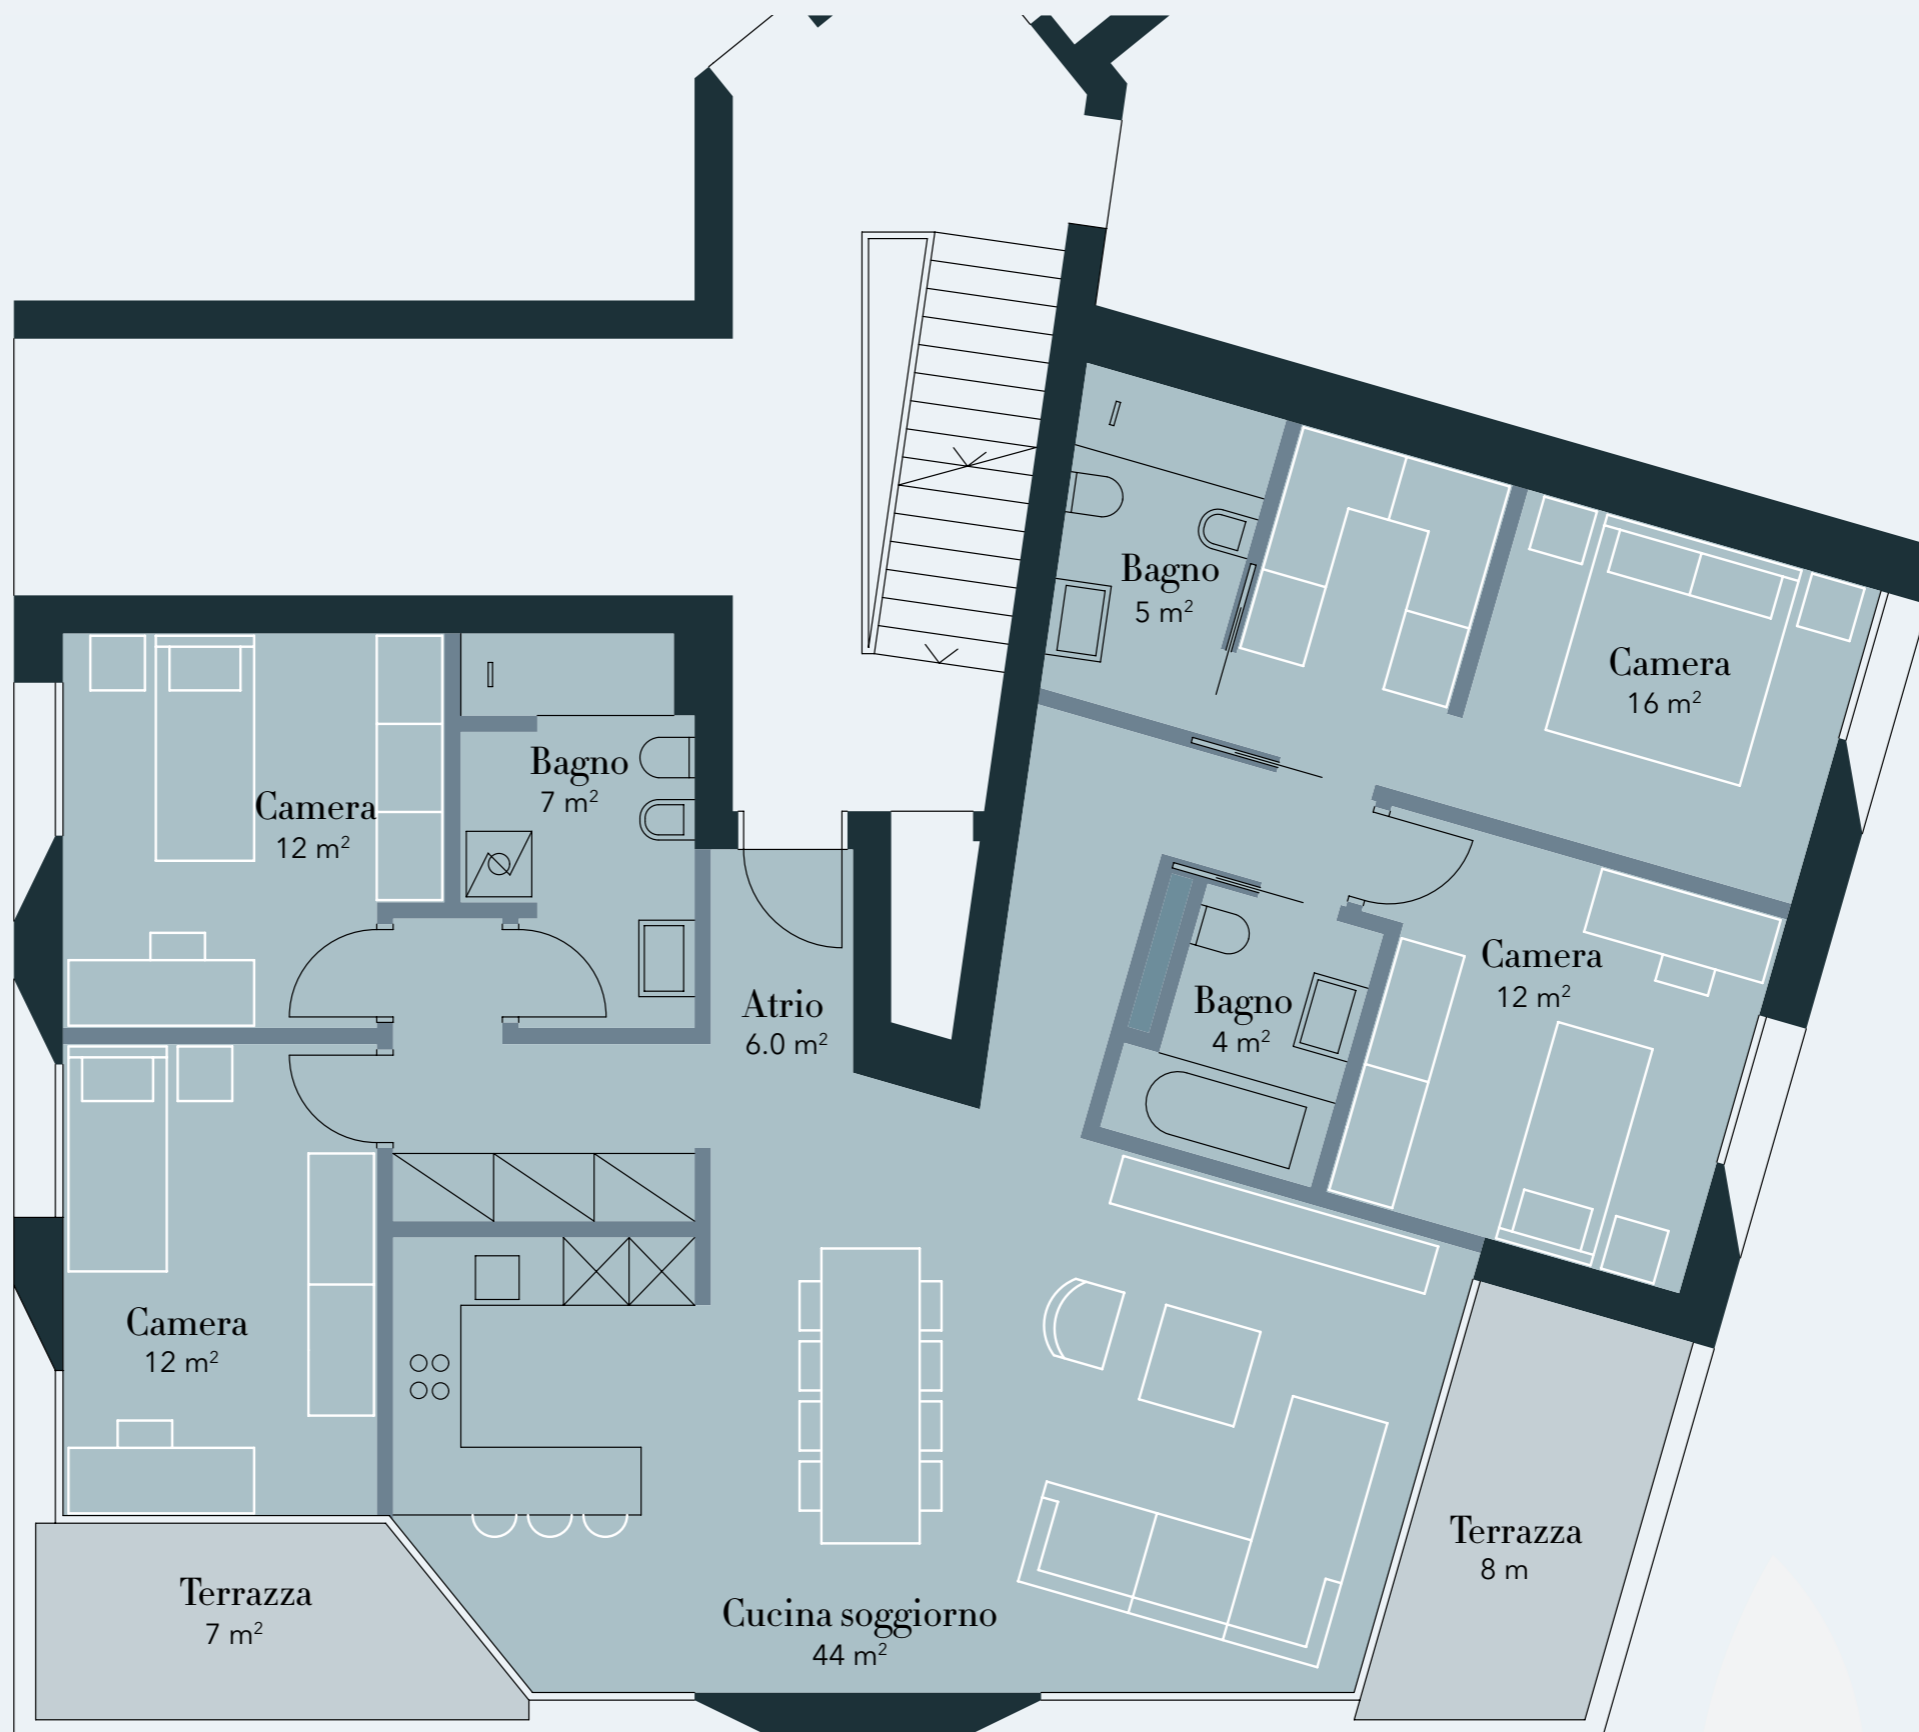 Bagno
5 m²
Camera
16 m²
Bagno
7 m²
Camera
12 m²
Camera
12 m²
Bagno
4 m²
Atrio
6.0 m²
Camera
12 m²
Terrazza
8 m
Terrazza
7 m²
Cucina soggiorno
44 m²